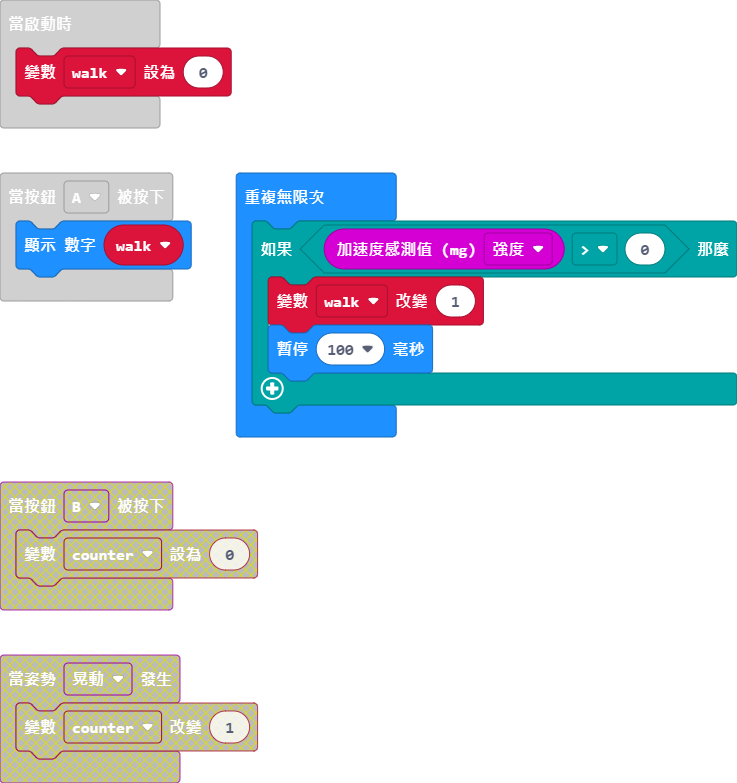 當啟動時
變數 walk 設為 0
當按鈕 A 被按下
顯示 數字 walk
重複無限次
如果 加速度感測值 (mg) 強度 > 0 那麼
變數 walk 改變 1
暫停 100 毫秒
當按鈕 B 被按下
變數 counter 設為 0
當姿勢 晃動 發生
變數 counter 改變 1